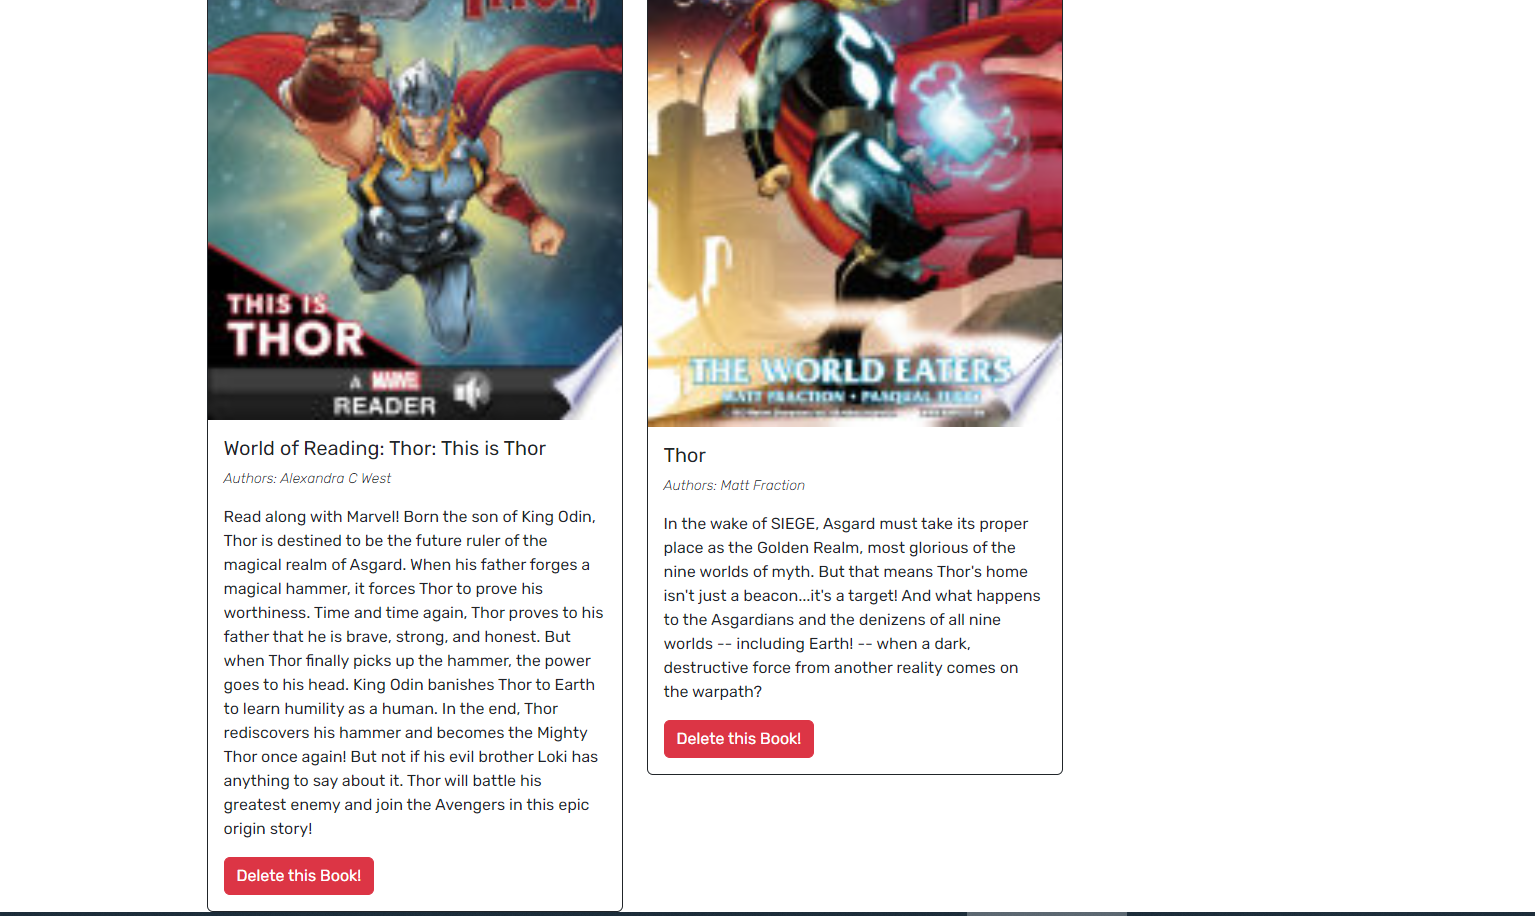 THIS IS
THOR
A MARVEL
READER
World of Reading: Thor: This is Thor
Authors: Alexandra C West
Read along with Marvel! Born the son of King Odin,
Thor is destined to be the future ruler of the
magical realm of Asgard. When his father forges a
magical hammer, it forces Thor to prove his
worthiness. Time and time again, Thor proves to his
father that he is brave, strong, and honest. But
when Thor finally picks up the hammer, the power
goes to his head. King Odin banishes Thor to Earth
to learn humility as a human. In the end, Thor
rediscovers his hammer and becomes the Mighty
Thor once again! But not if his evil brother Loki has
anything to say about it. Thor will battle his
greatest enemy and join the Avengers in this epic
origin story!
Delete this Book!
THE WORLD EATERS
MATT FRACTION • PASQUAL FERRY
Thor
Authors: Matt Fraction
In the wake of SIEGE, Asgard must take its proper
place as the Golden Realm, most glorious of the
nine worlds of myth. But that means Thor's home
isn't just a beacon...it's a target! And what happens
to the Asgardians and the denizens of all nine
worlds -- including Earth! -- when a dark,
destructive force from another reality comes on
the warpath?
Delete this Book!